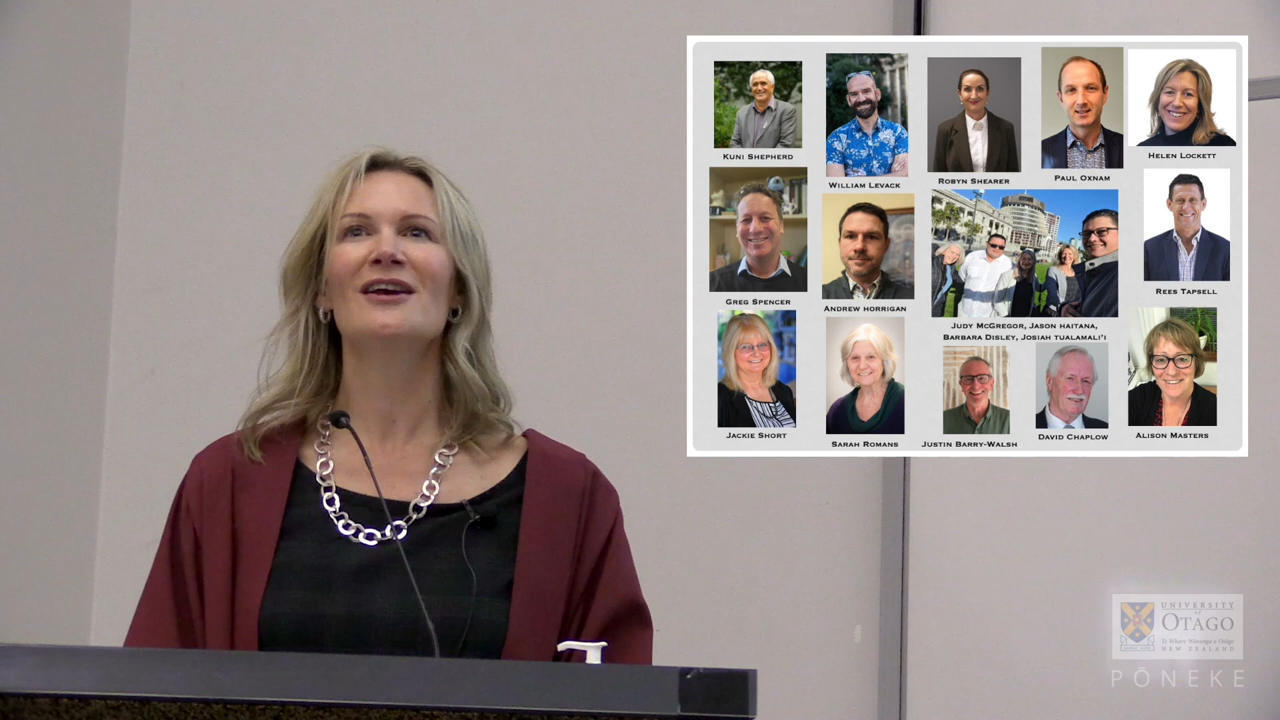 KUNI SHEPHERD
WILLIAM LEVACK
ROBYN SHEARER
PAUL OXNAM
HELEN LOCKETT
GREG SPENCER
ANDREW HORRIGAN
JUDY MCGREGOR, JASON HAITANA,
BARBARA DISLEY, JOSIAH TUALAMALI'I
REES TAPSELL
JACKIE SHORT
SARAH ROMANS
JUSTIN BARRY-WALSH
DAVID CHAPLOW
ALISON MASTERS
UNIVERSITY
of
OTAGO
Te Whare Wānanga o Otāgo
NEW ZEALAND
PŌNEKE